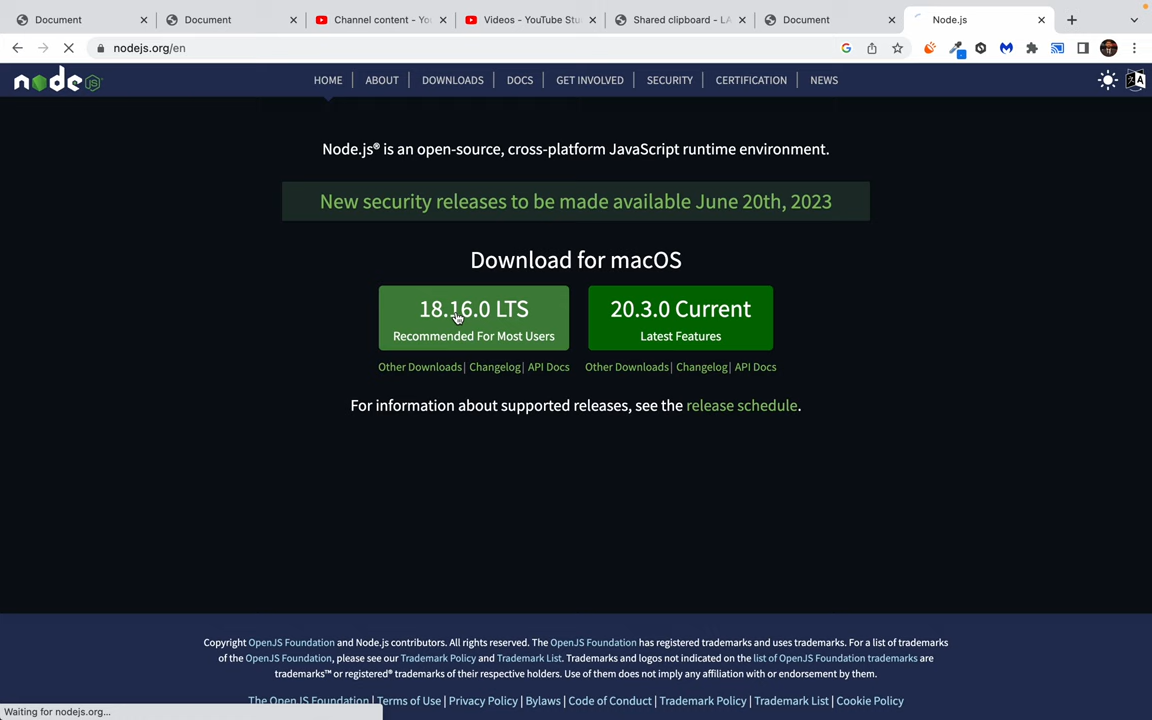 Document
Document
Channel content - Yo
Videos - YouTube Stu
Shared clipboard - LA
Document
Node.js
nodejs.org/en
node JS
HOME
ABOUT
DOWNLOADS
DOCS
GET INVOLVED
SECURITY
CERTIFICATION
NEWS
Node.js® is an open-source, cross-platform JavaScript runtime environment.
New security releases to be made available June 20th, 2023
Download for macOS
18.16.0 LTS
Recommended For Most Users
20.3.0 Current
Latest Features
Other Downloads | Changelog | API Docs
Other Downloads | Changelog | API Docs
For information about supported releases, see the release schedule.
Copyright OpenJS Foundation and Node.js contributors. All rights reserved. The OpenJS Foundation has registered trademarks and uses trademarks. For a list of trademarks
of the OpenJS Foundation, please see our Trademark Policy and Trademark List. Trademarks and logos not indicated on the list of OpenJS Foundation trademarks are
trademarks™ or registered® trademarks of their respective holders. Use of them does not imply any affiliation with or endorsement by them.
The OpenJS Foundation | Terms of Use | Privacy Policy | Bylaws | Code of Conduct | Trademark Policy | Trademark List | Cookie Policy
Waiting for nodejs.org...